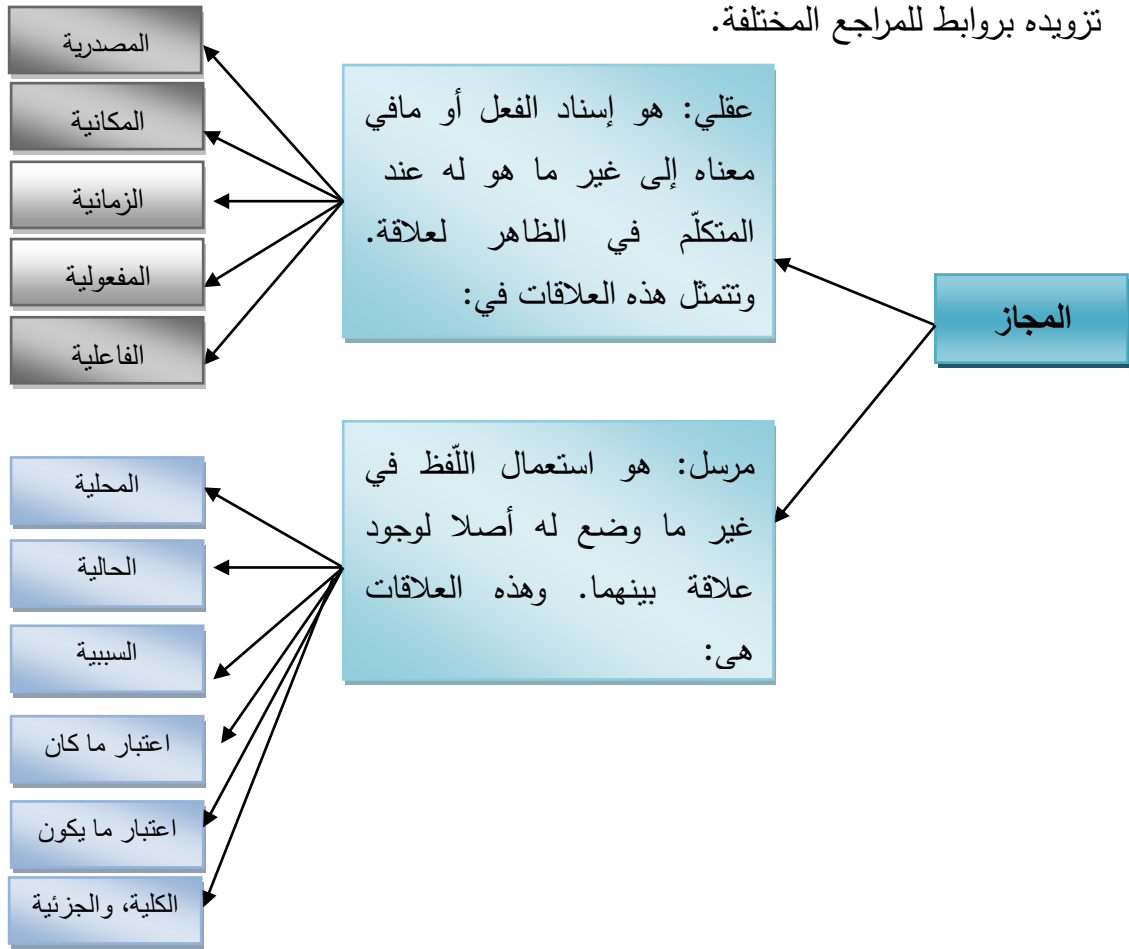 تزويده بروابط للمراجع المختلفة.
المجاز
عقلي: هو إسناد الفعل أو مافي
معناه إلى غير ما هو له عند
المتكلّم في الظاهر لعلاقة.
وتتمثل هذه العلاقات في:
المصدرية
المكانية
الزمانية
المفعولية
الفاعلية
مرسل: هو استعمال اللّفظ في
غير ما وضع له أصلا لوجود
علاقة بينهما. وهذه العلاقات
هي:
المحلية
الحالية
السببية
اعتبار ما كان
اعتبار ما يكون
الكلية، والجزئية